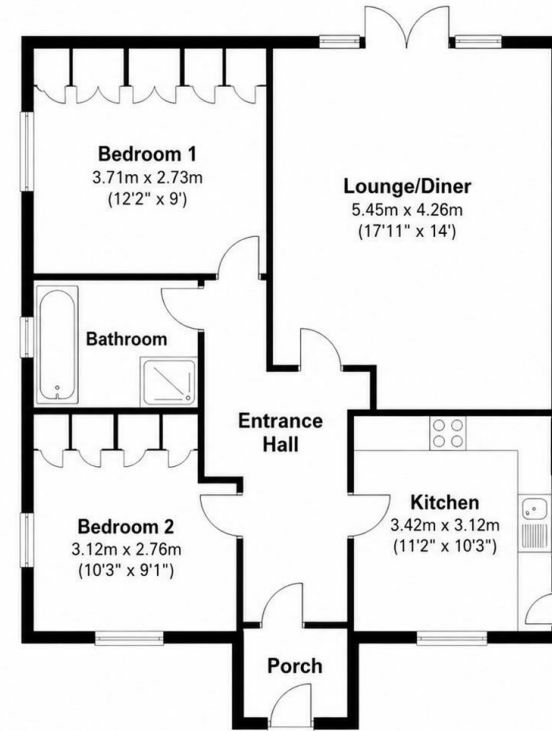 Bedroom 1
3.71m x 2.73m
(12'2" x 9')
Lounge/Diner
5.45m x 4.26m
(17'11" x 14')
Bathroom
Entrance
Hall
Bedroom 2
3.12m x 2.76m
(10'3" x 9'1")
Kitchen
3.42m x 3.12m
(11'2" x 10'3")
Porch